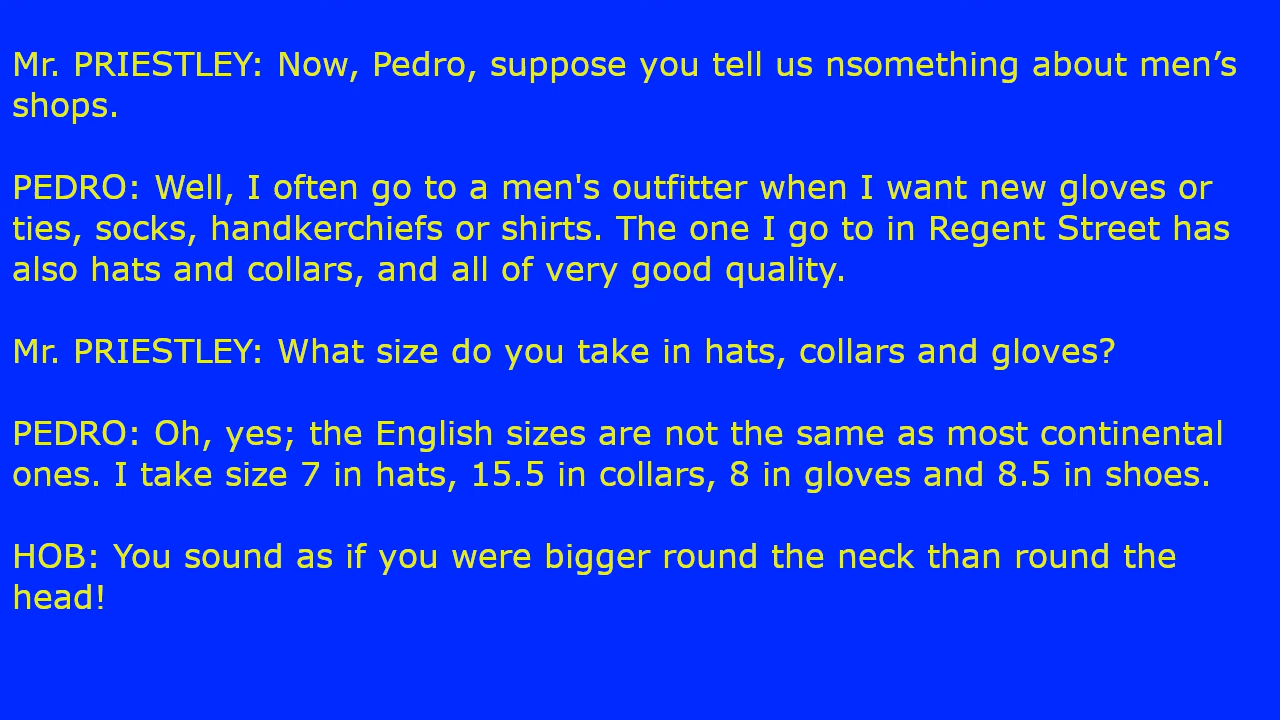 Mr. PRIESTLEY: Now, Pedro, suppose you tell us nsomething about men’s
shops.
PEDRO: Well, I often go to a men's outfitter when I want new gloves or
ties, socks, handkerchiefs or shirts. The one I go to in Regent Street has
also hats and collars, and all of very good quality.
Mr. PRIESTLEY: What size do you take in hats, collars and gloves?
PEDRO: Oh, yes; the English sizes are not the same as most continental
ones. I take size 7 in hats, 15.5 in collars, 8 in gloves and 8.5 in shoes.
HOB: You sound as if you were bigger round the neck than round the
head!